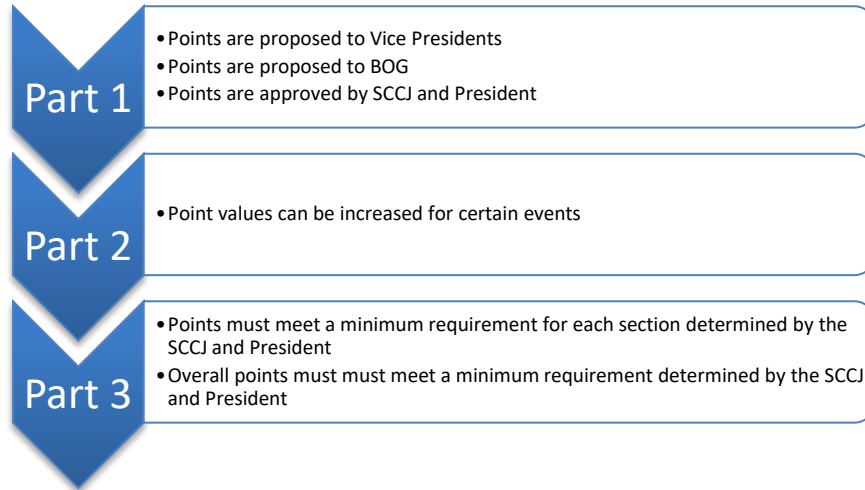 Part 1
•Points are proposed to Vice Presidents
•Points are proposed to BOG
•Points are approved by SCCJ and President
Part 2
•Point values can be increased for certain events
Part 3
•Points must meet a minimum requirement for each section determined by the
SCCJ and President
•Overall points must must meet a minimum requirement determined by the SCCJ
and President